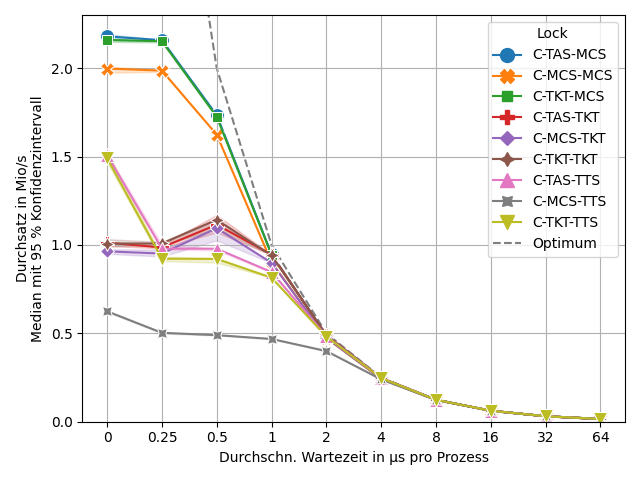 Durchsatz in Mio/s
Median mit 95 % Konfidenzintervall
2.0
1.5
1.0
0.5
0.0
Lock
C-TAS-MCS
C-MCS-MCS
C-TKT-MCS
C-TAS-TKT
C-MCS-TKT
C-TKT-TKT
C-TAS-TTS
C-MCS-TTS
C-TKT-TTS
Optimum
0 0.25 0.5 1 2 4 8 16 32 64
Durchschn. Wartezeit in µs pro Prozess